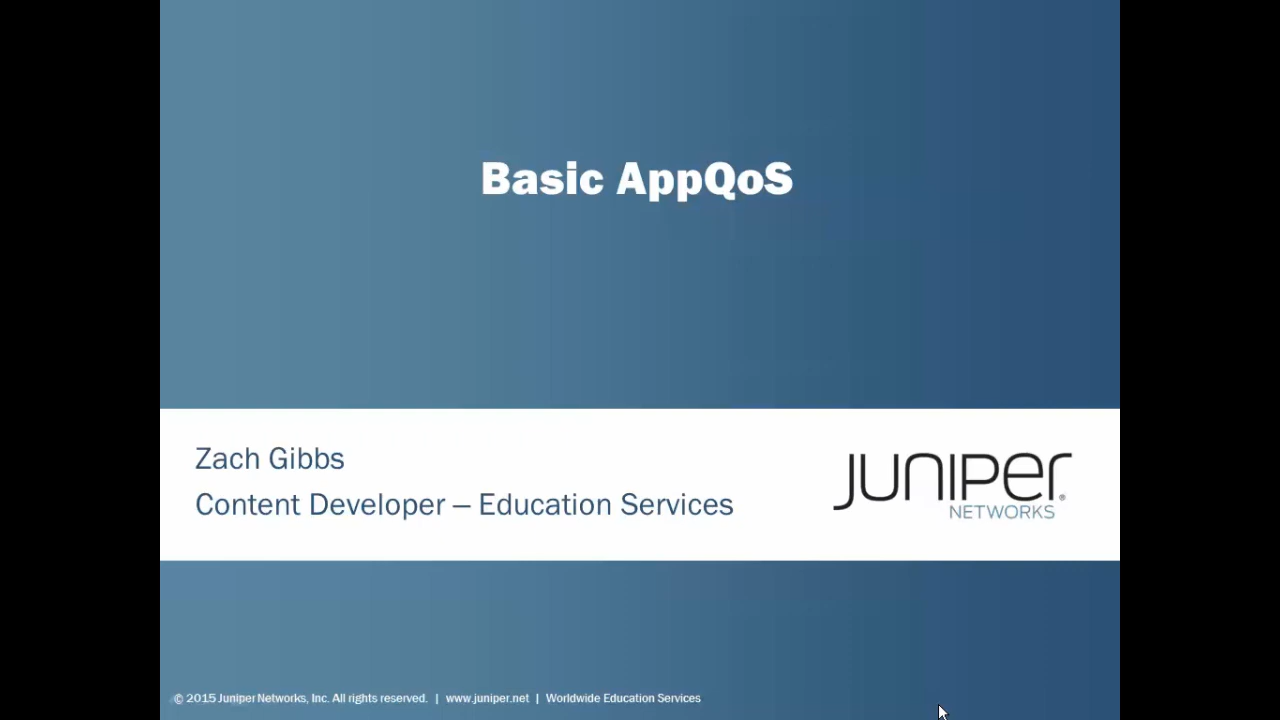 Basic AppQoS
Zach Gibbs
Content Developer – Education Services
JUNIPER®
NETWORKS
© 2015 Juniper Networks, Inc. All rights reserved. | www.juniper.net | Worldwide Education Services